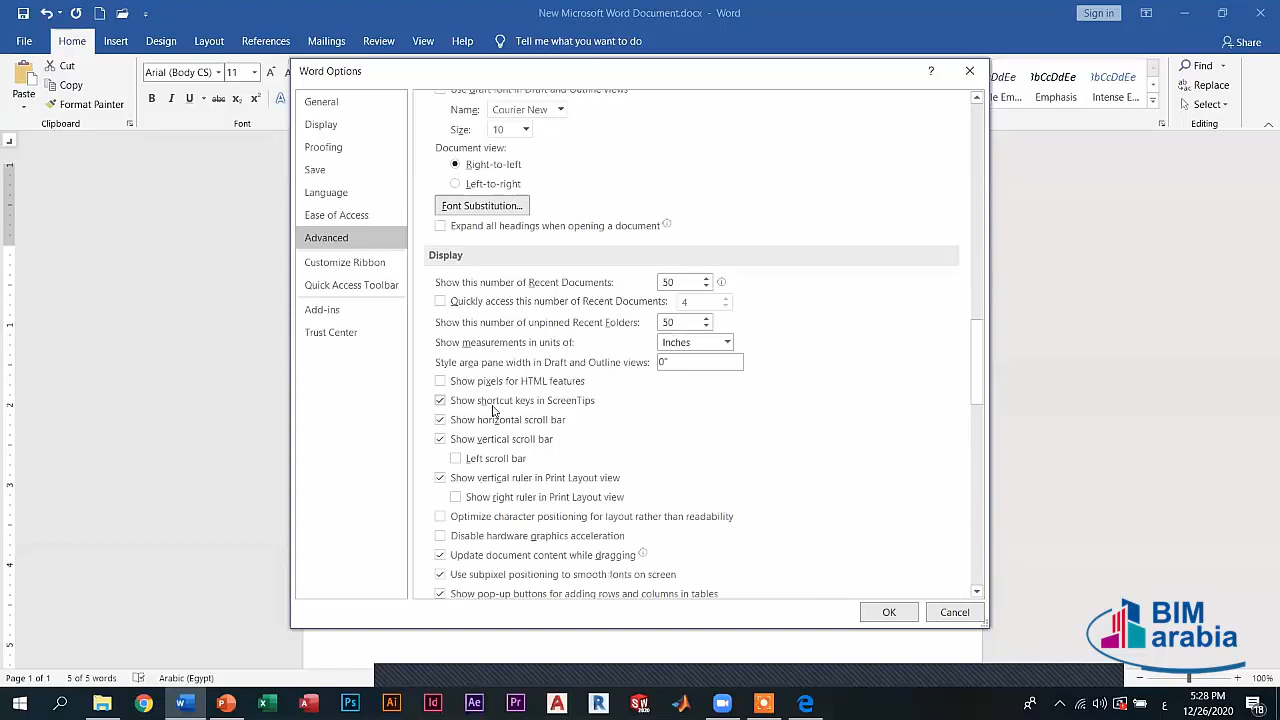 New Microsoft Word Document.docx - Word
Sign in
File Home Insert Design Layout References Mailings Review View Help Tell me what you want to do Share
Paste
Cut
Copy
Format Painter
Clipboard
Arial (Body CS) 11
B I U abc X₂ X²
Font
Emphasis
Intense E...
Find
Replace
Select
Editing
Word Options
General
Display
Proofing
Save
Language
Ease of Access
Advanced
Customize Ribbon
Quick Access Toolbar
Add-ins
Trust Center
Use draft font in Draft and Outline views
Name: Courier New
Size: 10
Document view:
Right-to-left
Left-to-right
Font Substitution...
Expand all headings when opening a document
Display
Show this number of Recent Documents: 50
Quickly access this number of Recent Documents: 4
Show this number of unpinned Recent Folders: 50
Show measurements in units of: Inches
Style area pane width in Draft and Outline views: 0"
Show pixels for HTML features
Show shortcut keys in ScreenTips
Show horizontal scroll bar
Show vertical scroll bar
Left scroll bar
Show vertical ruler in Print Layout view
Show right ruler in Print Layout view
Optimize character positioning for layout rather than readability
Disable hardware graphics acceleration
Update document content while dragging
Use subpixel positioning to smooth fonts on screen
Show pop-up buttons for adding rows and columns in tables
OK Cancel
BIM
arabia
Page 1 of 1 5 of 5 words Arabic (Egypt) 100%
5:28 PM
12/26/2020